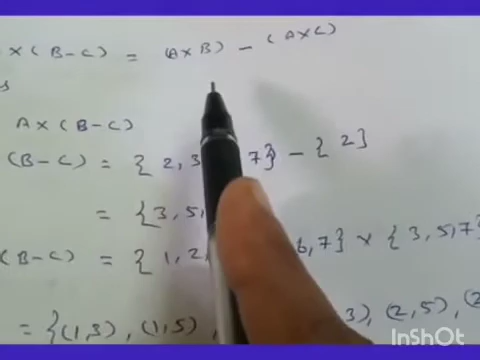 × (B-C) = (A×B) - (A×C)
A×(B-C)
(B-C) = { 2, 3 7} - { 2}
= {3, 5,
(B-C) = { 1, 2, 6, 7} × {3, 5, 7}
= {(1,3), (1,5), 3), (2,5), (2
InShOt